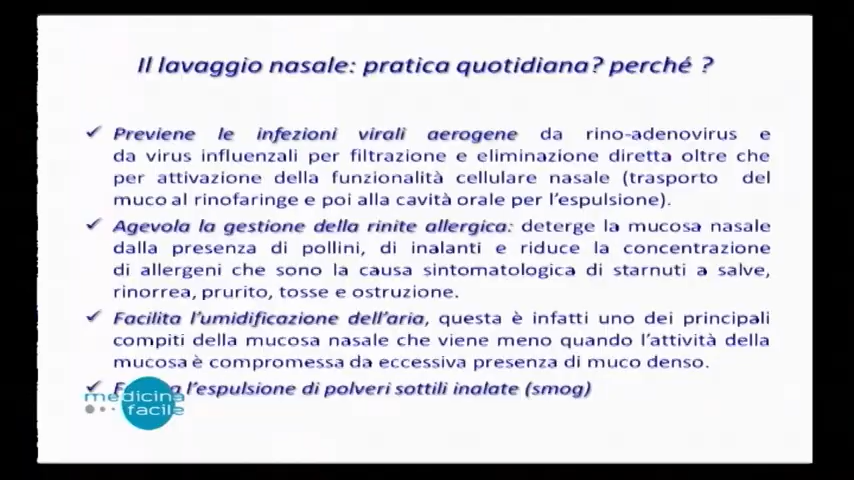 Il lavaggio nasale: pratica quotidiana? perché ?
✓ Previene le infezioni virali aerogene da rino-adenovirus e
da virus influenzali per filtrazione e eliminazione diretta oltre che
per attivazione della funzionalità cellulare nasale (trasporto del
muco al rinofaringe e poi alla cavità orale per l'espulsione).
✓ Agevola la gestione della rinite allergica: deterge la mucosa nasale
dalla presenza di pollini, di inalanti e riduce la concentrazione
di allergeni che sono la causa sintomatologica di starnuti a salve,
rinorrea, prurito, tosse e ostruzione.
✓ Facilita l'umidificazione dell'aria, questa è infatti uno dei principali
compiti della mucosa nasale che viene meno quando l'attività della
mucosa è compromessa da eccessiva presenza di muco denso.
✓ l'espulsione di polveri sottili inalate (smog)
medicina
facile